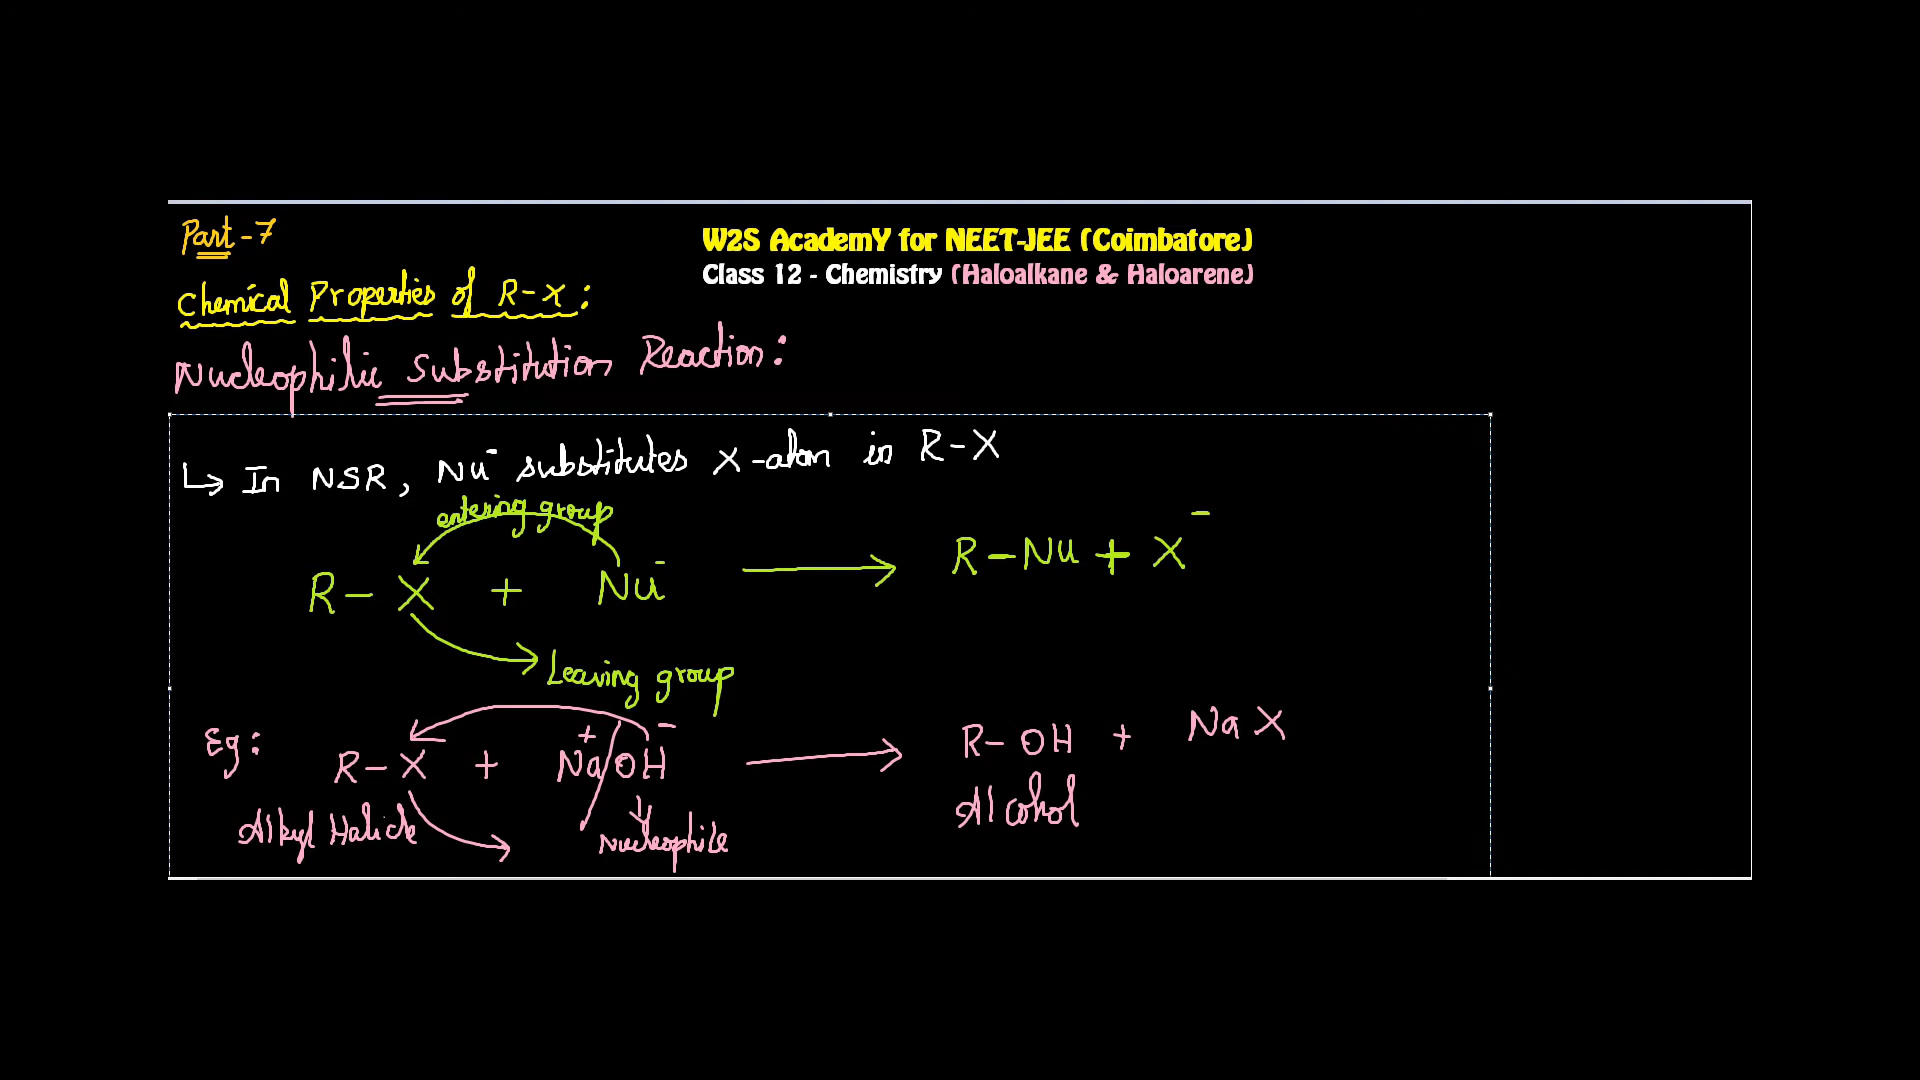 Part-7
W2S AcademY for NEET-JEE (Coimbatore)
Class 12 - Chemistry (Haloalkane & Haloarene)
Chemical Properties of R-X:
Nucleophilic Substitution Reaction:
↳ In NSR, Nu⁻ substitutes X-atom in R-X
entering group
R-X + Nu⁻ → R-Nu + X⁻
Leaving group
Eg: R-X + Na⁺/OH⁻ → R-OH + NaX
Alkyl Halide Nucleophile Alcohol